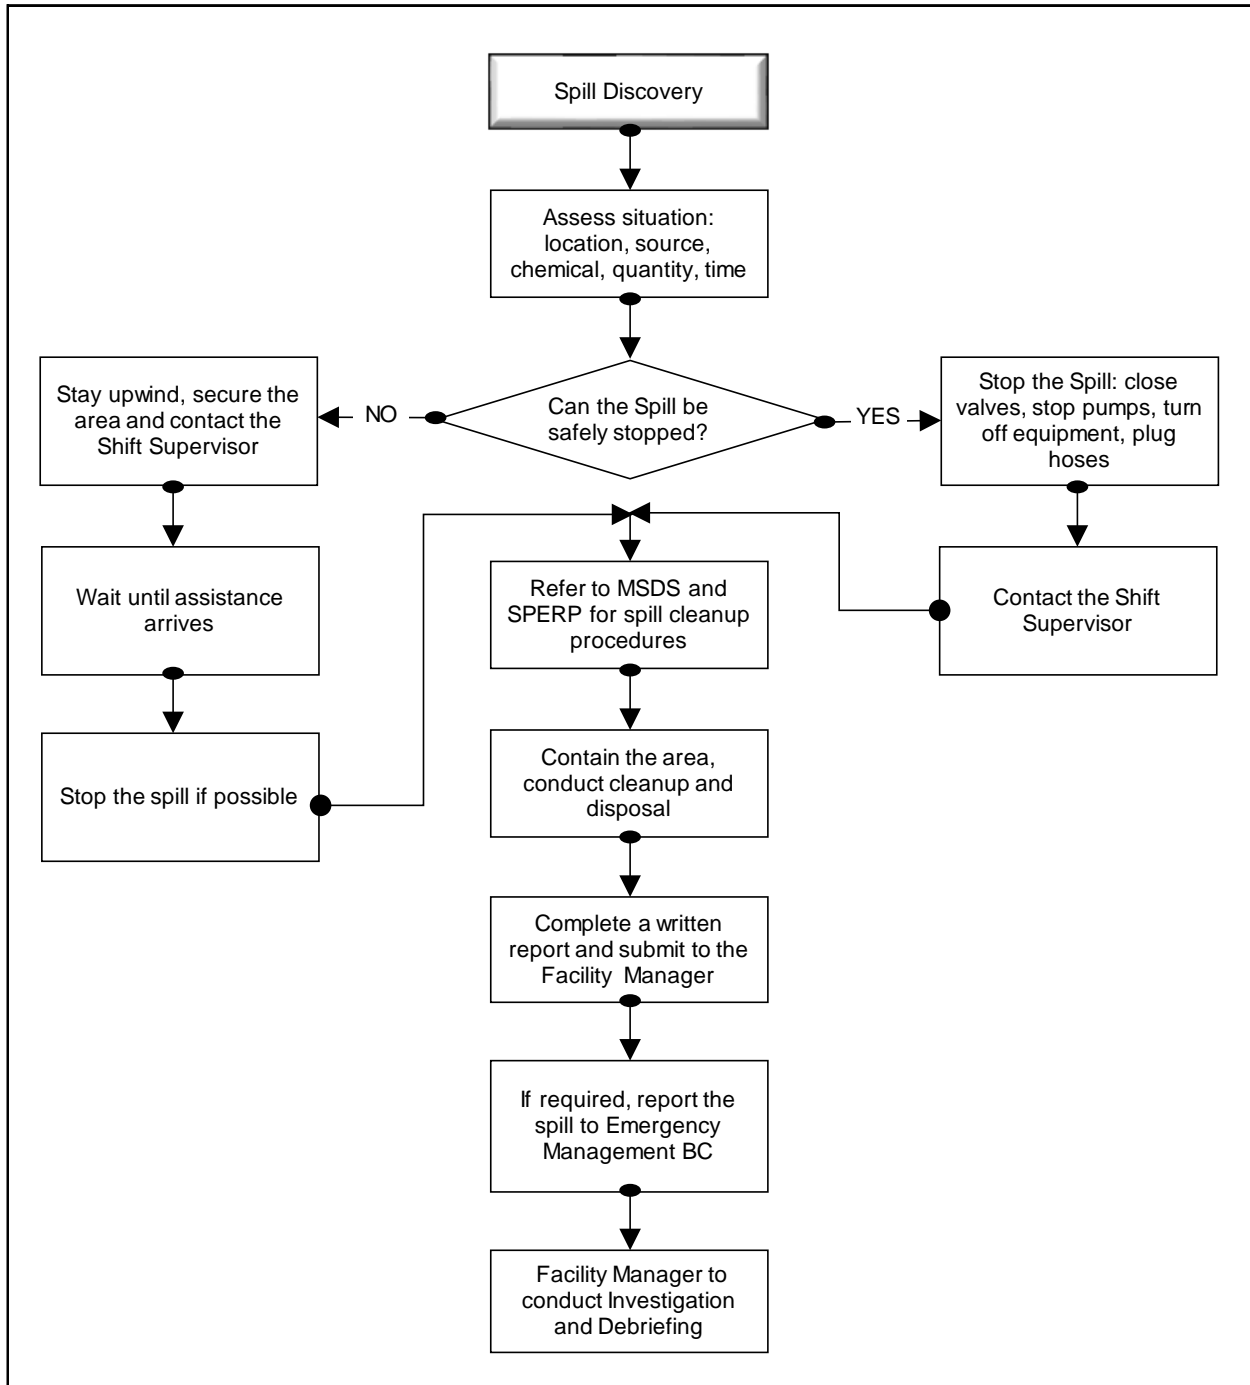 Spill Discovery
Assess situation:
location, source,
chemical, quantity, time
Can the Spill be
safely stopped?
NO
YES
Stay upwind, secure the
area and contact the
Shift Supervisor
Wait until assistance
arrives
Stop the spill if possible
Stop the Spill: close
valves, stop pumps, turn
off equipment, plug
hoses
Contact the Shift
Supervisor
Refer to MSDS and
SPERP for spill cleanup
procedures
Contain the area,
conduct cleanup and
disposal
Complete a written
report and submit to the
Facility Manager
If required, report the
spill to Emergency
Management BC
Facility Manager to
conduct Investigation
and Debriefing